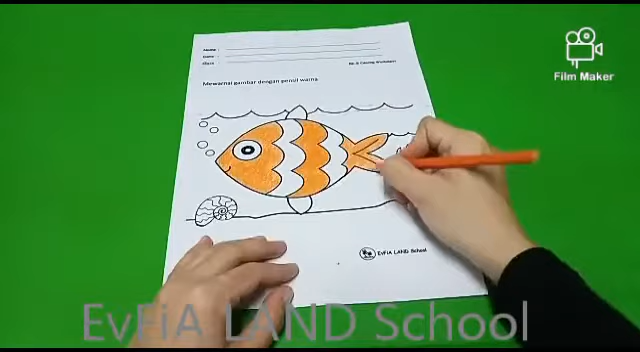 Film Maker
Name :
Date :
Class :
Mewarnai gambar dengan pensil warna
EvFiA LAND School
EvFiA LAND School